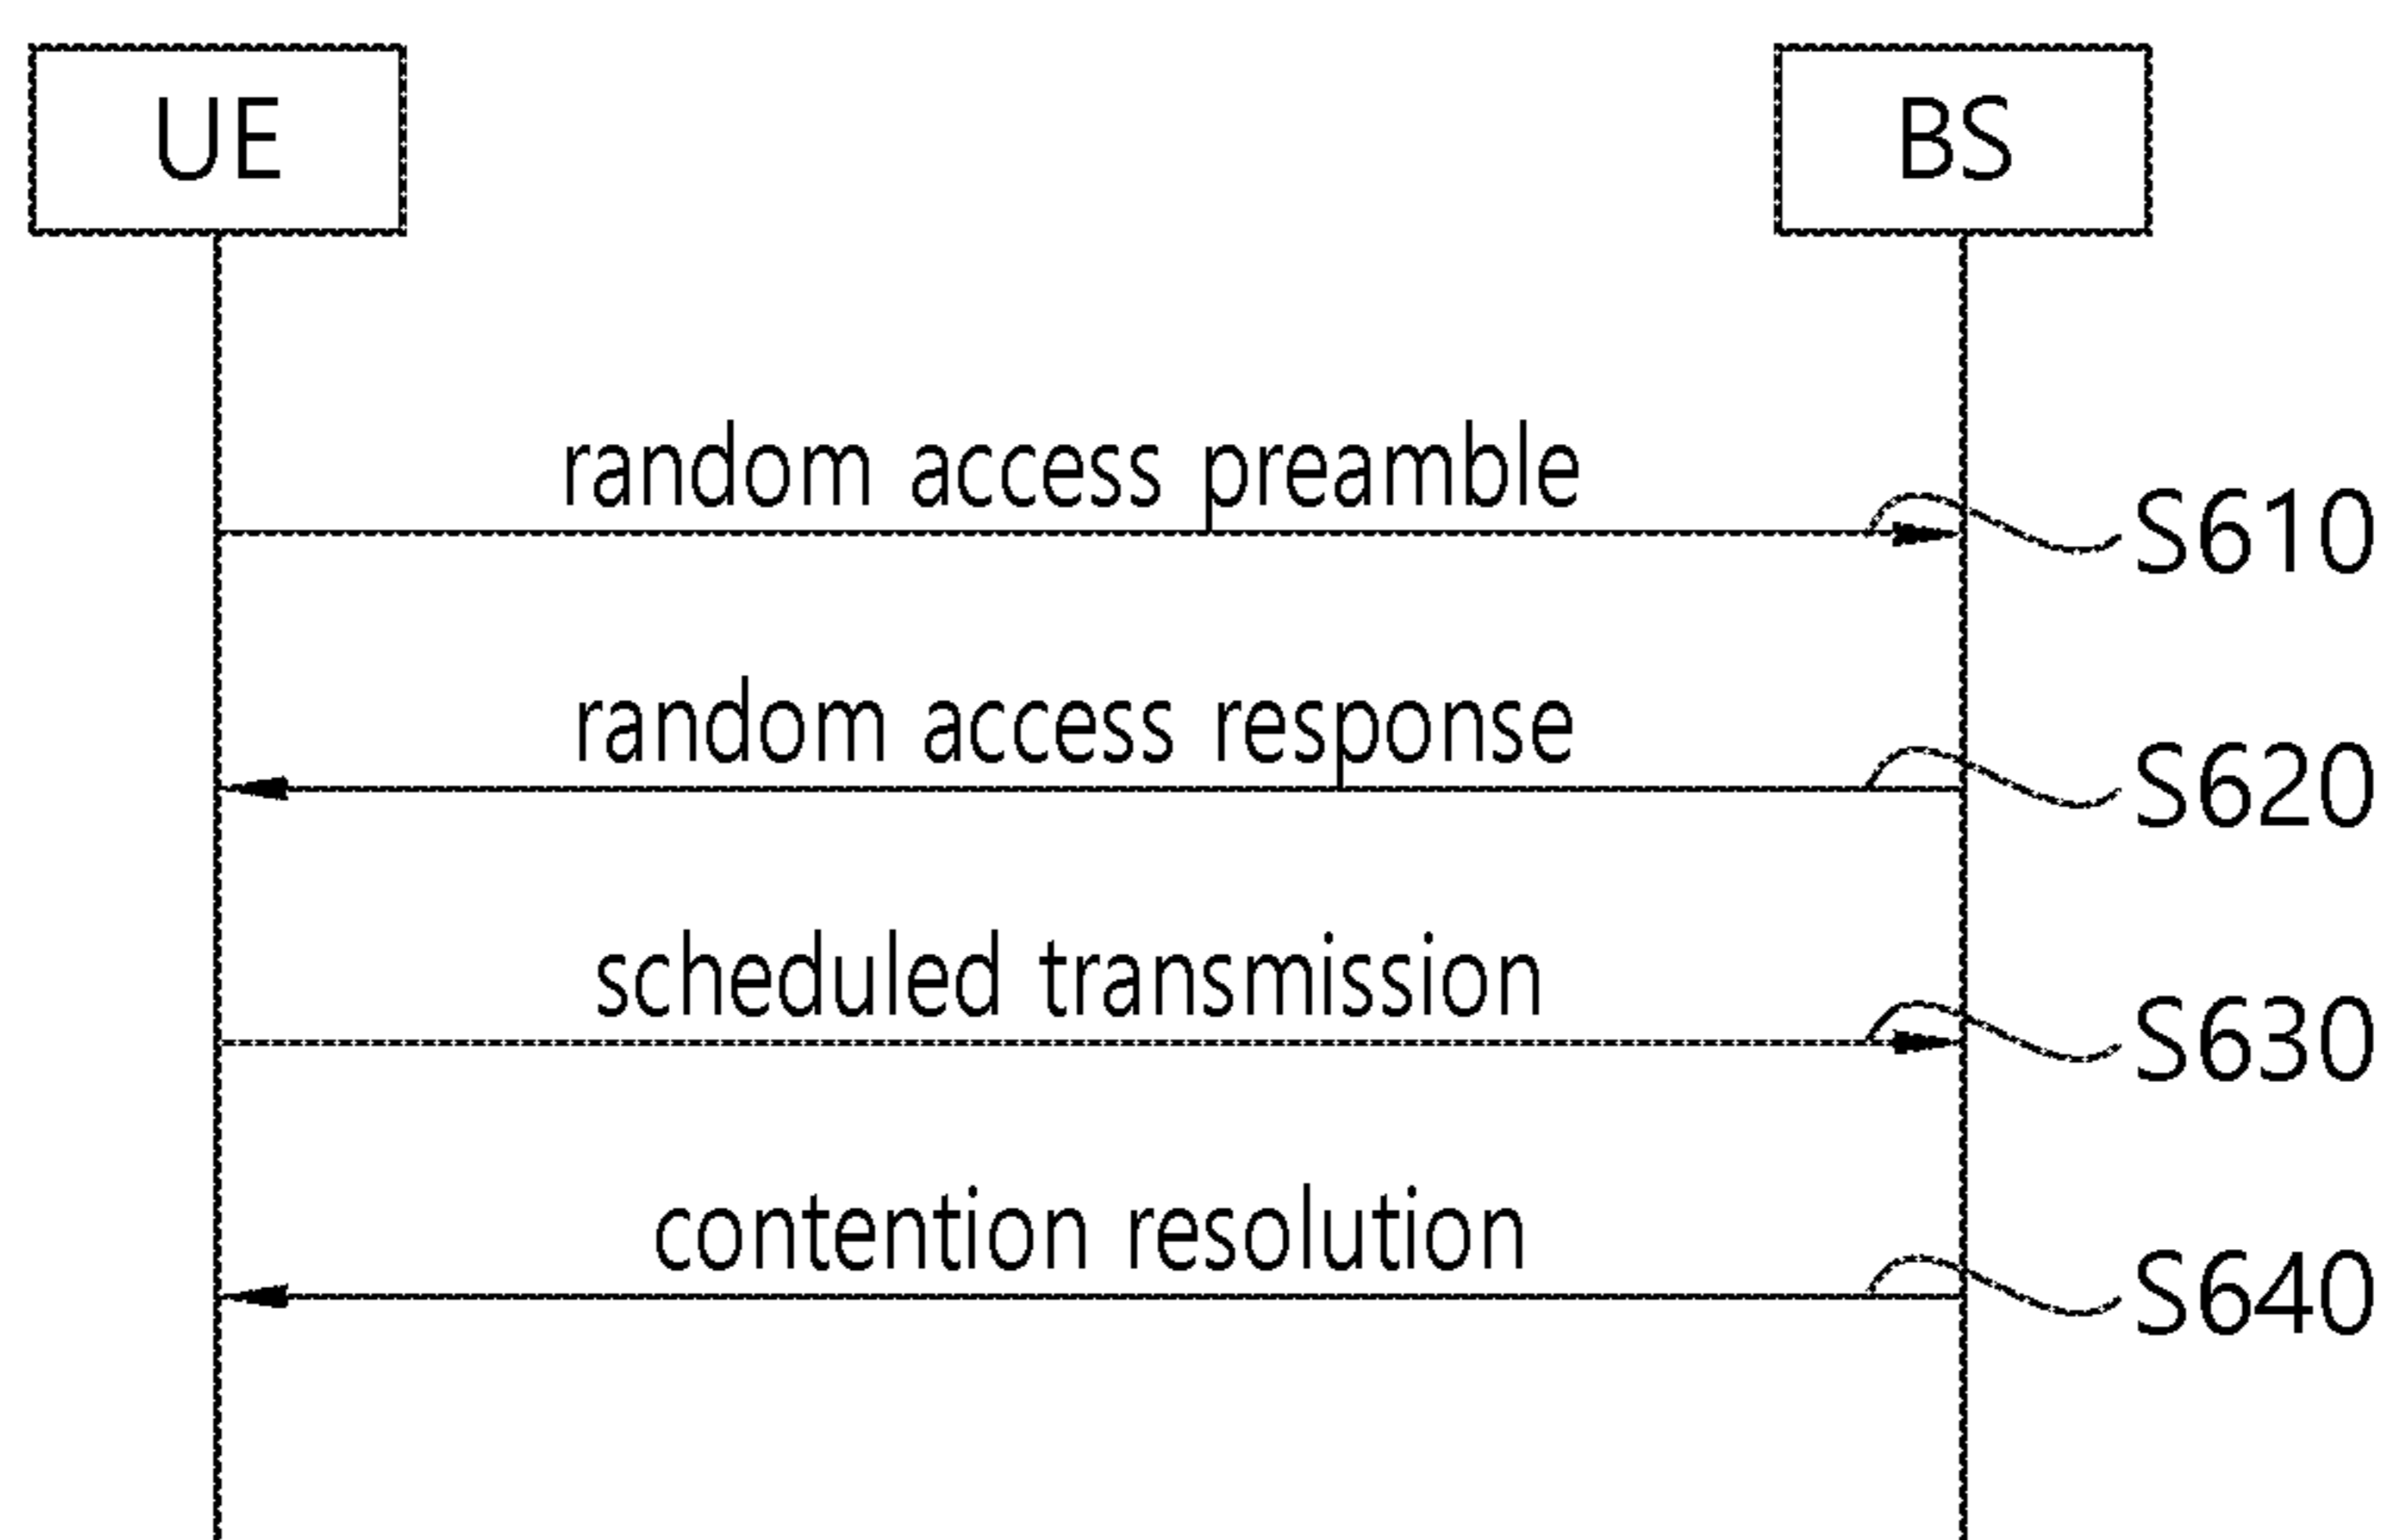 UE
BS
random access preamble
S610
random access response
S620
scheduled transmission
S630
contention resolution
S640